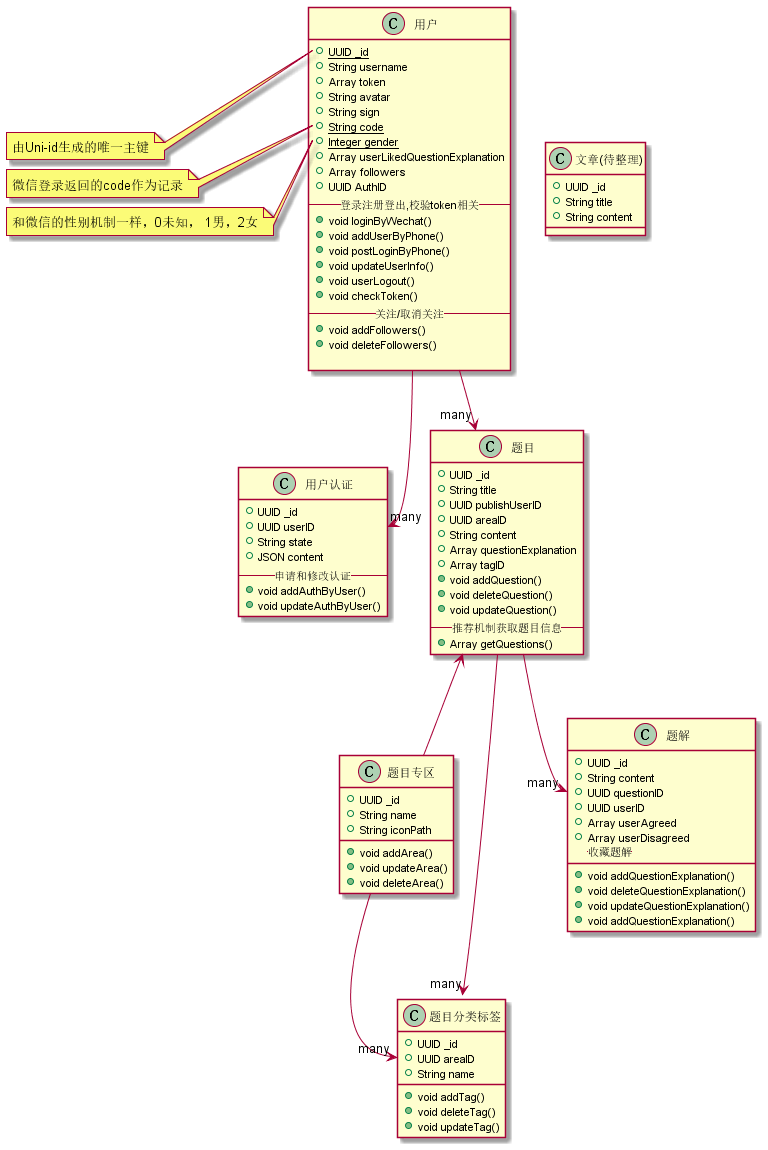 C 用户
UUID _id
String username
Array token
String avatar
String sign
String code
Integer gender
Array userLikedQuestionExplanation
Array followers
UUID AuthID
登录注册登出,校验token相关
void loginByWechat()
void addUserByPhone()
void postLoginByPhone()
void updateUserInfo()
void userLogout()
void checkToken()
关注/取消关注
void addFollowers()
void deleteFollowers()
由Uni-id生成的唯一主键
微信登录返回的code作为记录
和微信的性别机制一样，0未知， 1男，2女
C 文章(待整理)
UUID _id
String title
String content
many
many
C 用户认证
UUID _id
UUID userID
String state
JSON content
申请和修改认证
void addAuthByUser()
void updateAuthByUser()
C 题目
UUID _id
String title
UUID publishUserID
UUID areaID
String content
Array questionExplanation
Array tagID
void addQuestion()
void deleteQuestion()
void updateQuestion()
推荐机制获取题目信息
Array getQuestions()
C 题目专区
UUID _id
String name
String iconPath
void addArea()
void updateArea()
void deleteArea()
many
C 题解
UUID _id
String content
UUID questionID
UUID userID
Array userAgreed
Array userDisagreed
·收藏题解
void addQuestionExplanation()
void deleteQuestionExplanation()
void updateQuestionExplanation()
void addQuestionExplanation()
many
many
C 题目分类标签
UUID _id
UUID areaID
String name
void addTag()
void deleteTag()
void updateTag()